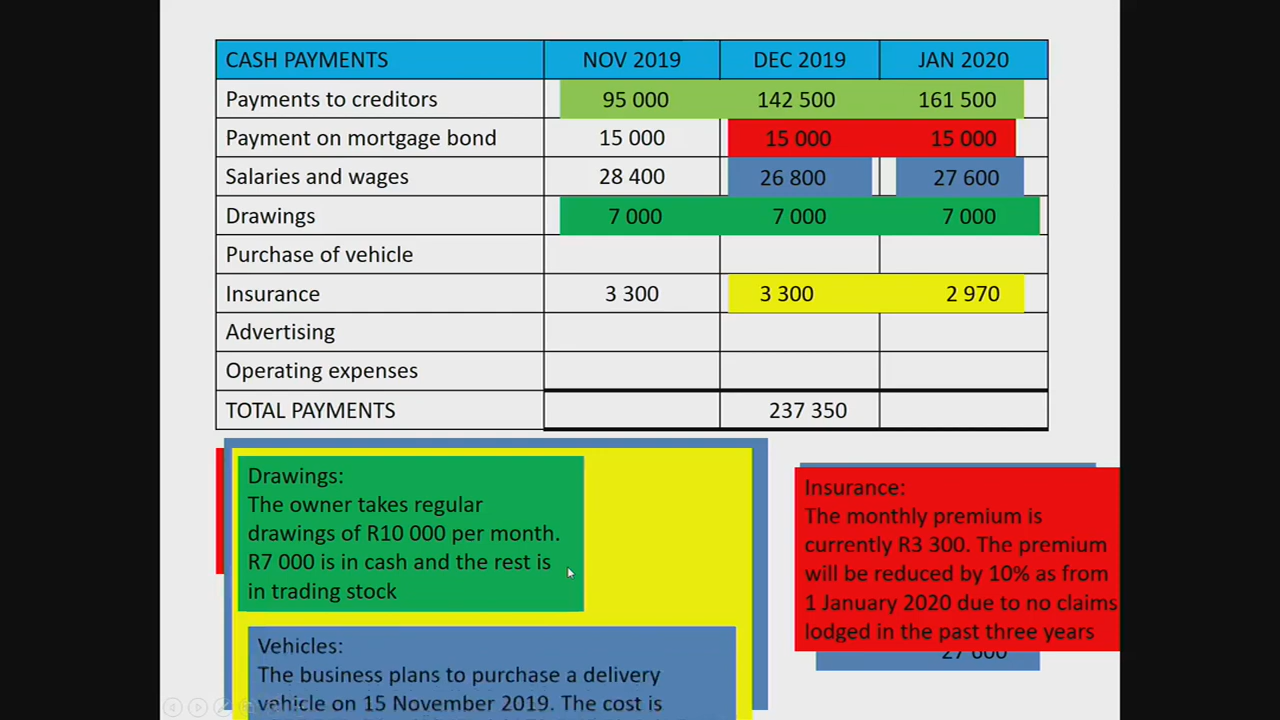 CASH PAYMENTS NOV 2019 DEC 2019 JAN 2020
Payments to creditors 95 000 142 500 161 500
Payment on mortgage bond 15 000 15 000 15 000
Salaries and wages 28 400 26 800 27 600
Drawings 7 000 7 000 7 000
Purchase of vehicle
Insurance 3 300 3 300 2 970
Advertising
Operating expenses
TOTAL PAYMENTS 237 350
Drawings:
The owner takes regular
drawings of R10 000 per month.
R7 000 is in cash and the rest is
in trading stock
Vehicles:
The business plans to purchase a delivery
vehicle on 15 November 2019. The cost is
Insurance:
The monthly premium is
currently R3 300. The premium
will be reduced by 10% as from
1 January 2020 due to no claims
lodged in the past three years
27 600